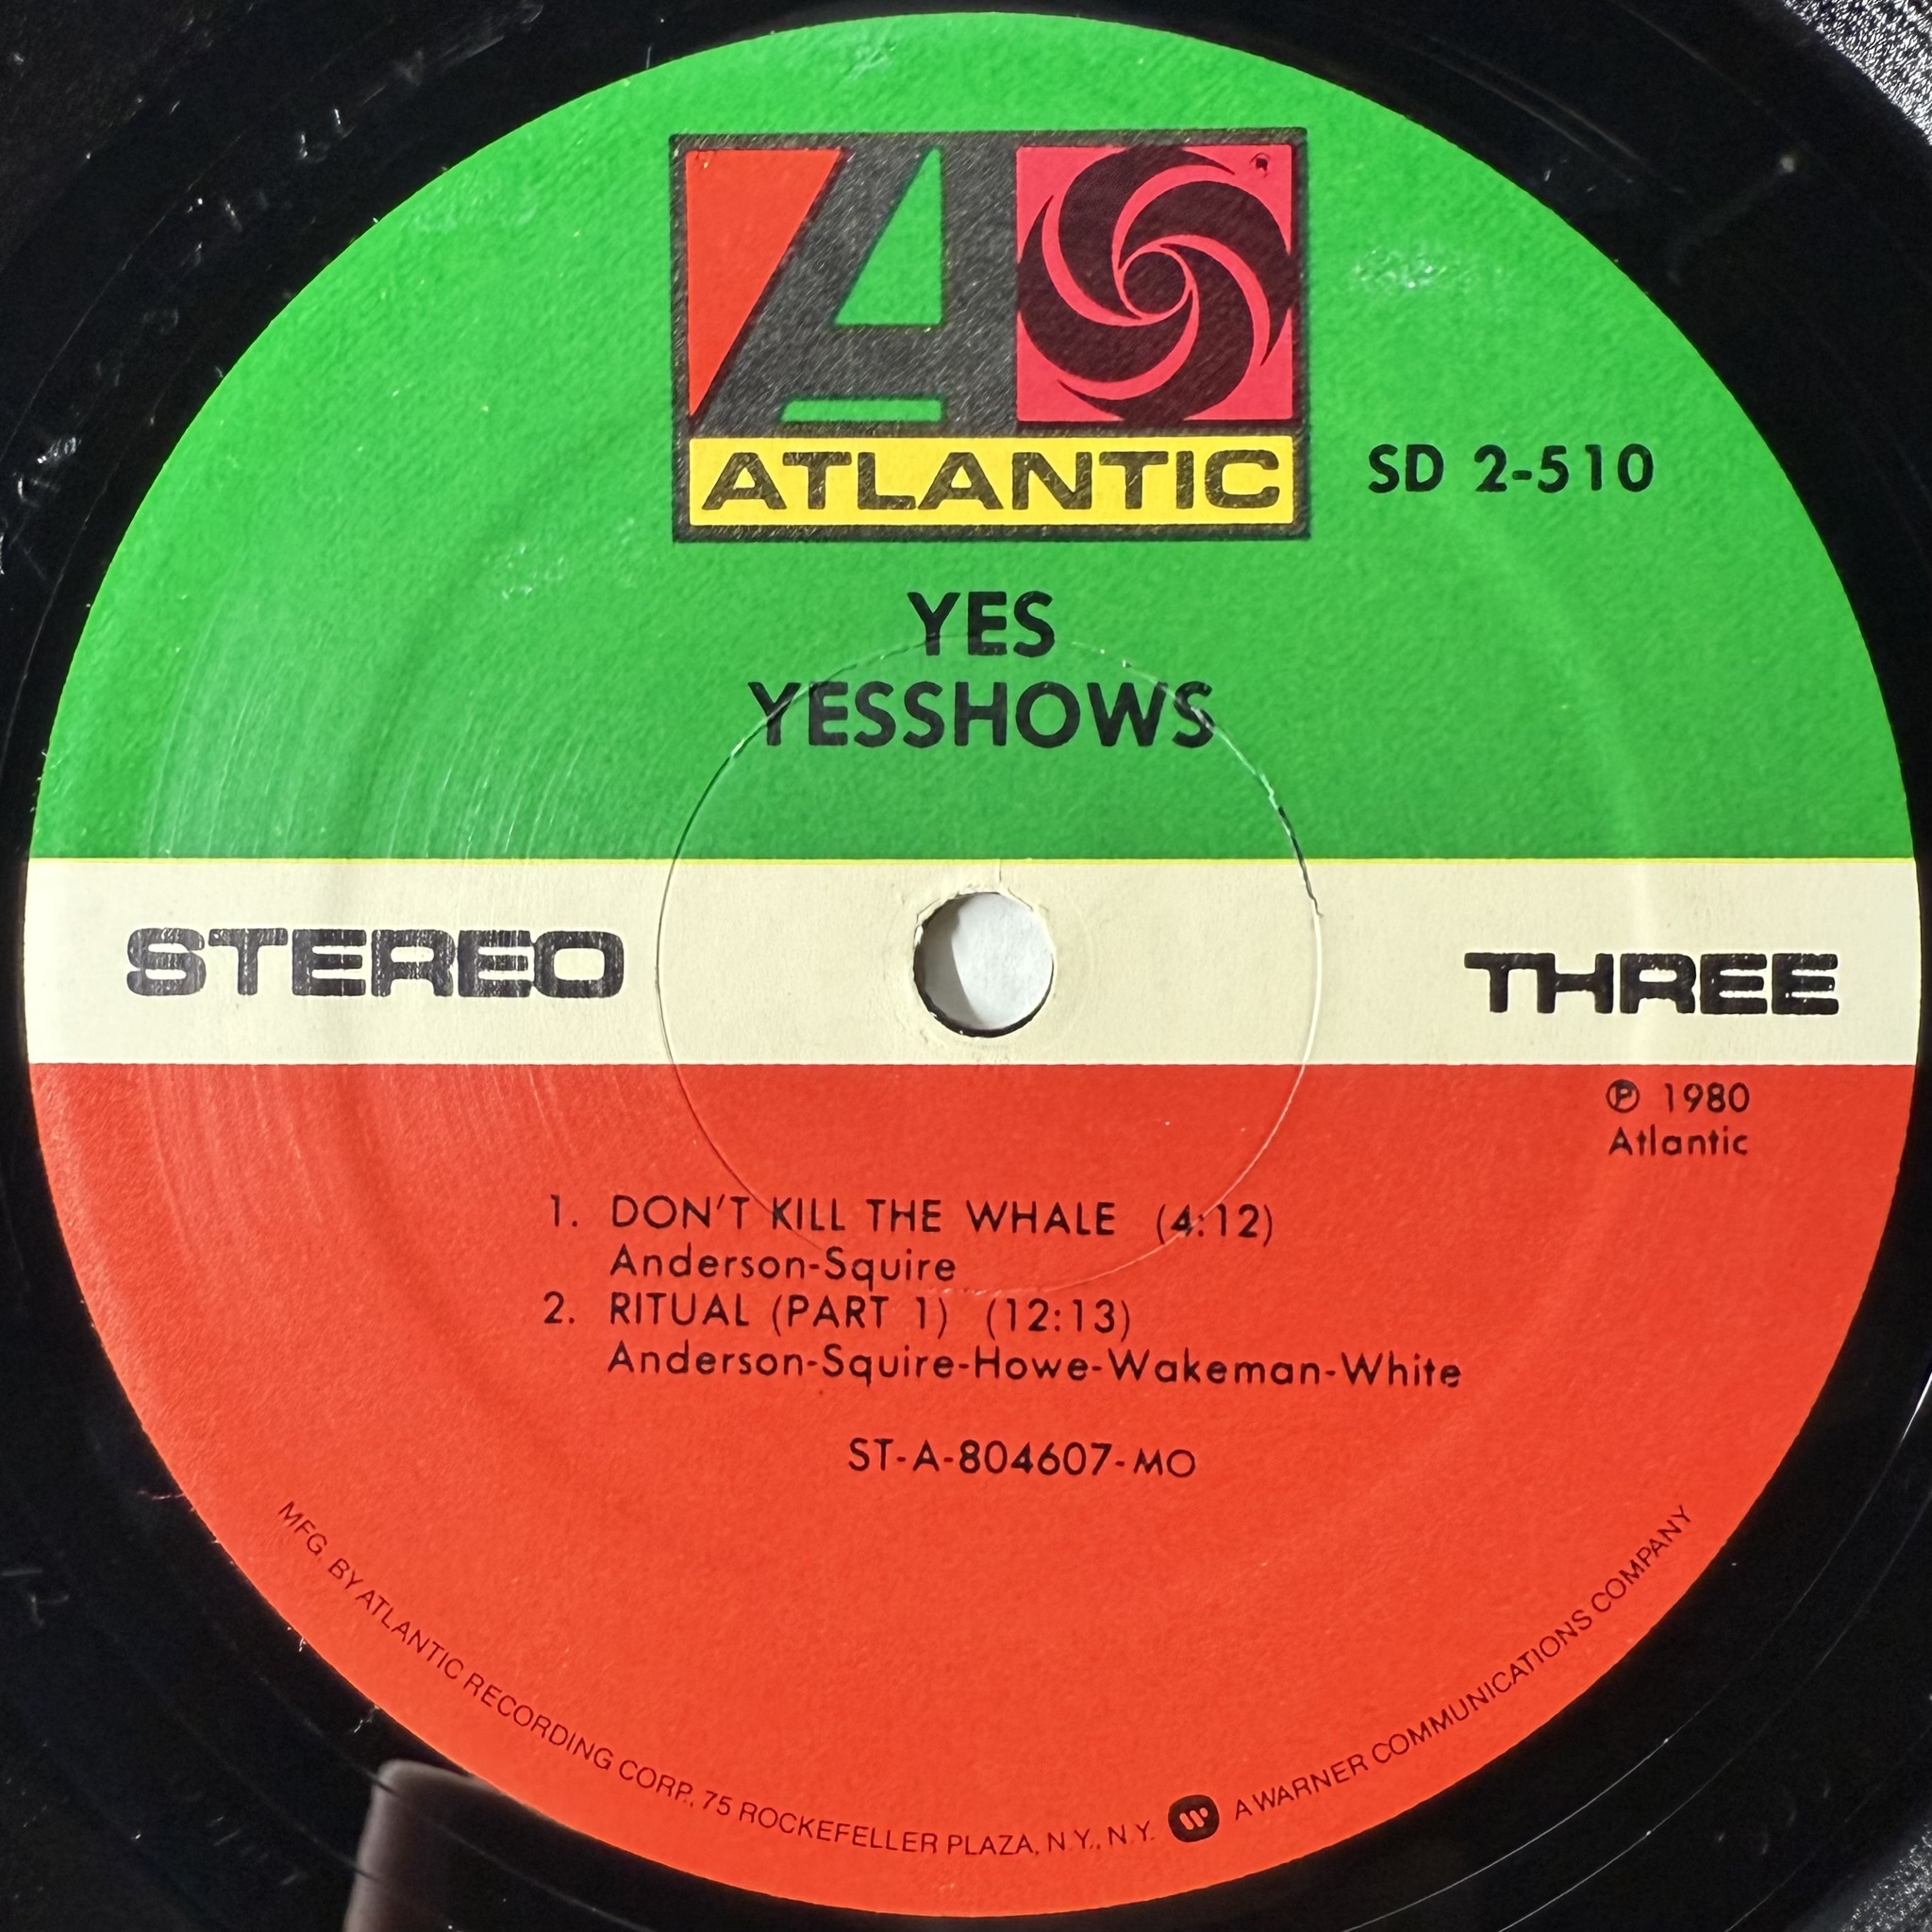 ATLANTIC
SD 2-510
YES
YESSHOWS
STEREO
THREE
℗ 1980
Atlantic
1. DON'T KILL THE WHALE (4:12)
Anderson-Squire
2. RITUAL (PART 1) (12:13)
Anderson-Squire-Howe-Wakeman-White
ST-A-804607-MO
MFG. BY ATLANTIC RECORDING CORP., 75 ROCKEFELLER PLAZA, N.Y., N.Y. A WARNER COMMUNICATIONS COMPANY